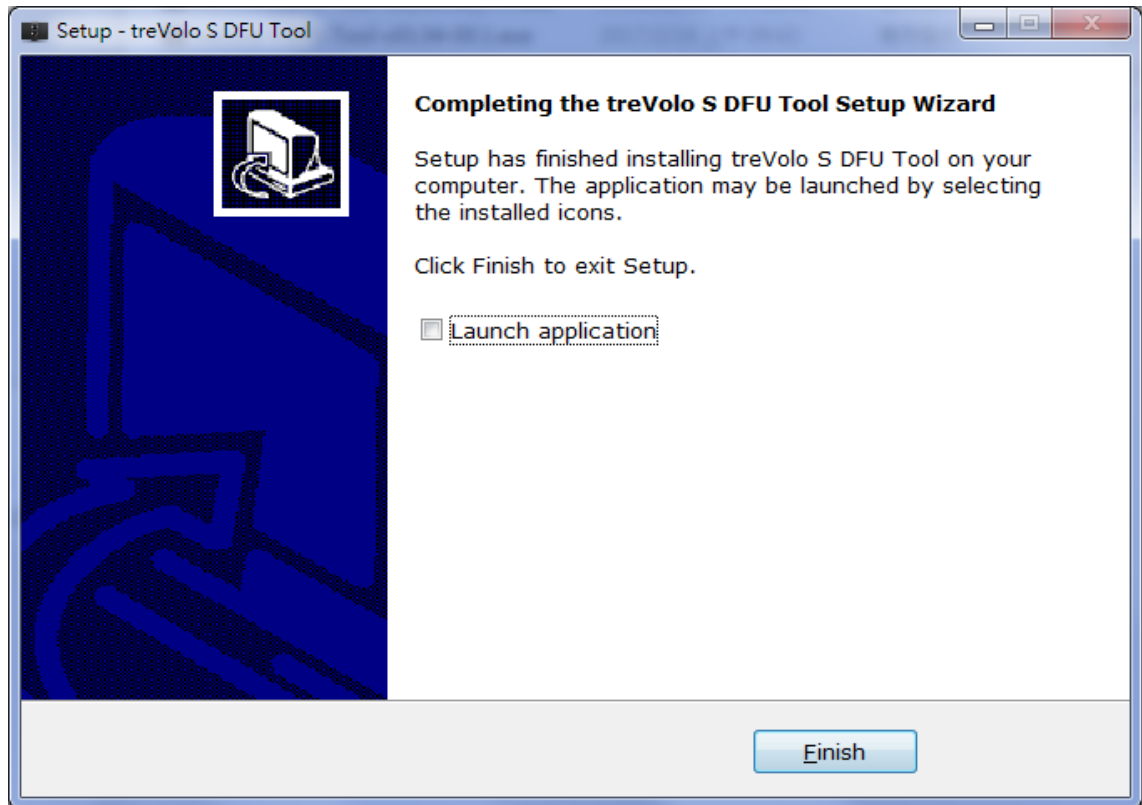 Setup - treVolo S DFU Tool
Completing the treVolo S DFU Tool Setup Wizard
Setup has finished installing treVolo S DFU Tool on your
computer. The application may be launched by selecting
the installed icons.
Click Finish to exit Setup.
Launch application
Finish